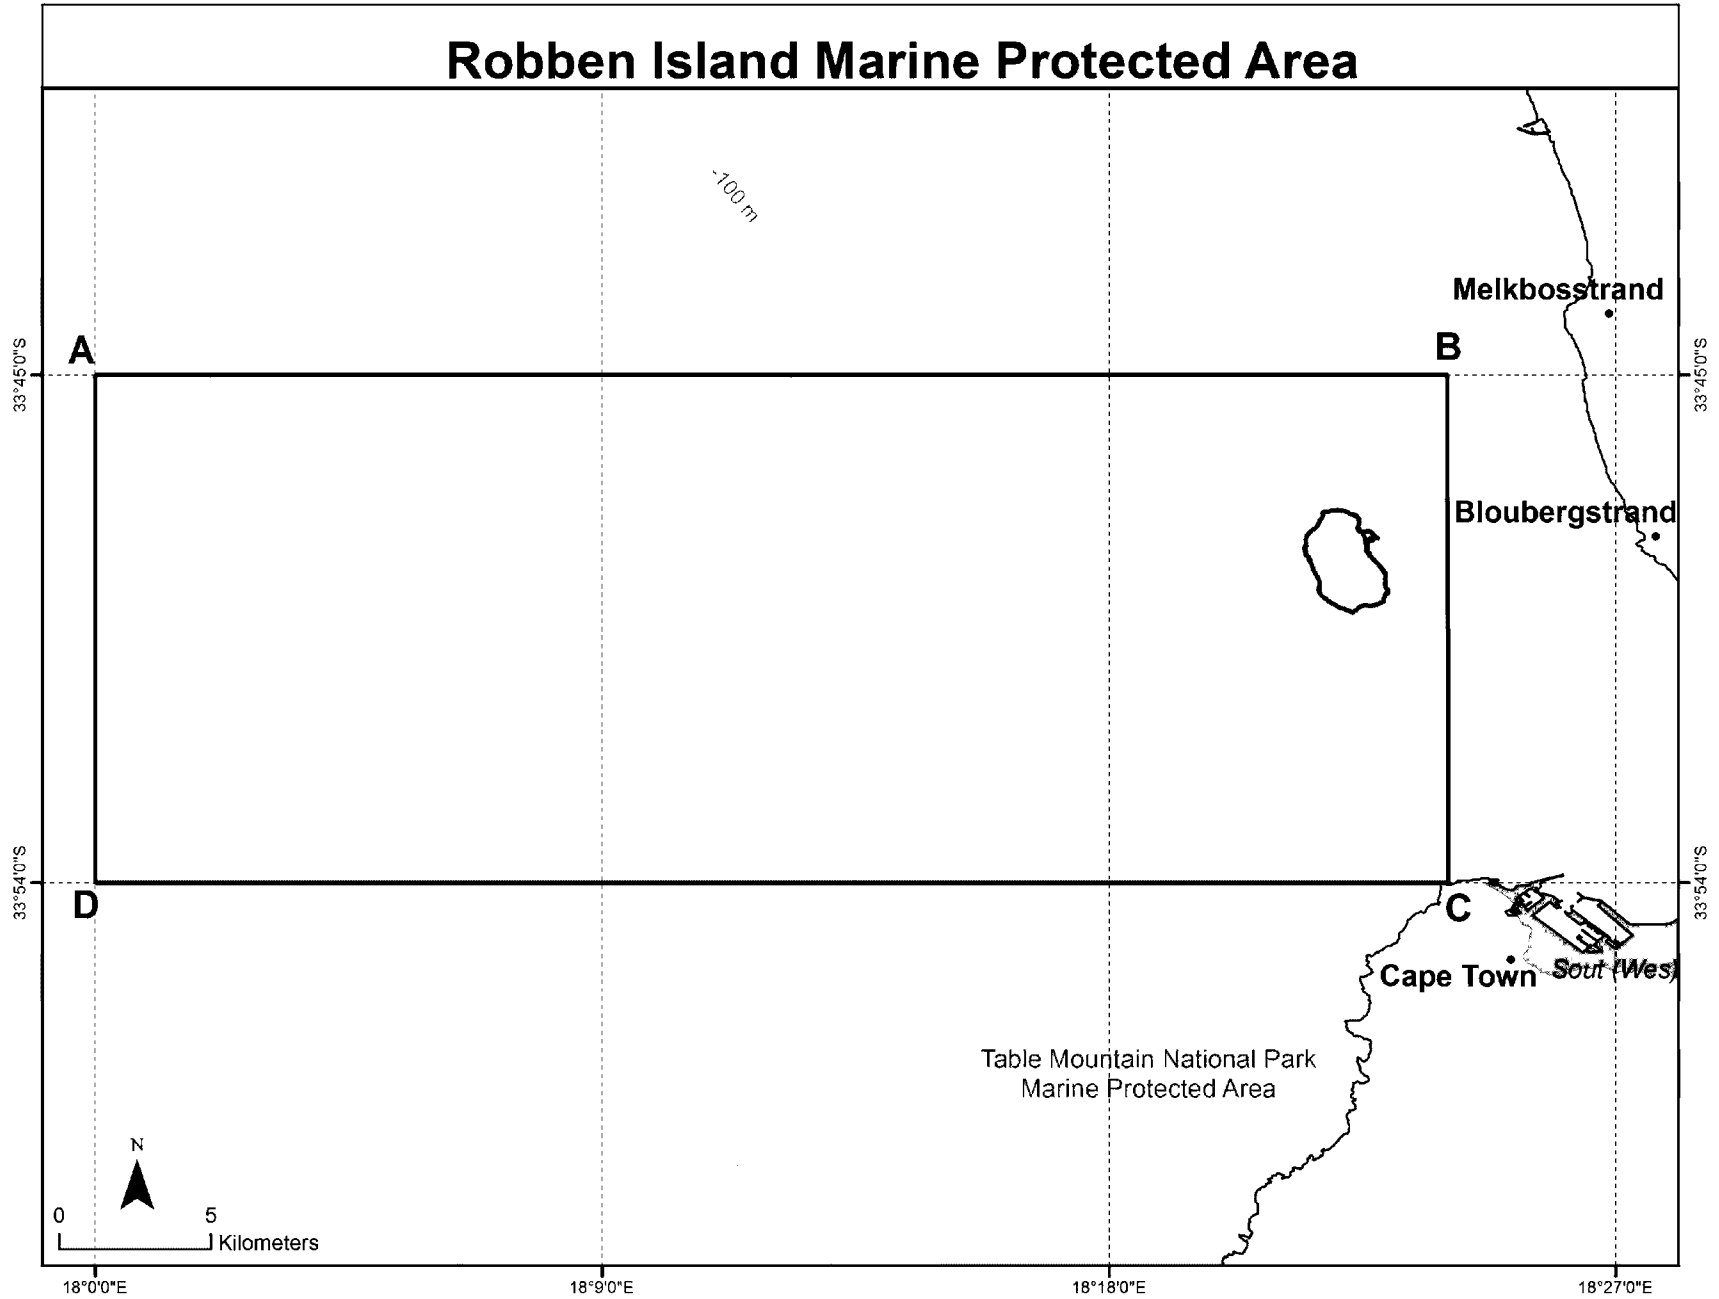 Robben Island Marine Protected Area
-100 m
Melkbosstrand
A
B
33°45'0"S
33°45'0"S
Bloubergstrand
33°54'0"S
33°54'0"S
D
C
Cape Town
Sout (Wes)
Table Mountain National Park
Marine Protected Area
N
0 5
Kilometers
18°0'0"E
18°9'0"E
18°18'0"E
18°27'0"E